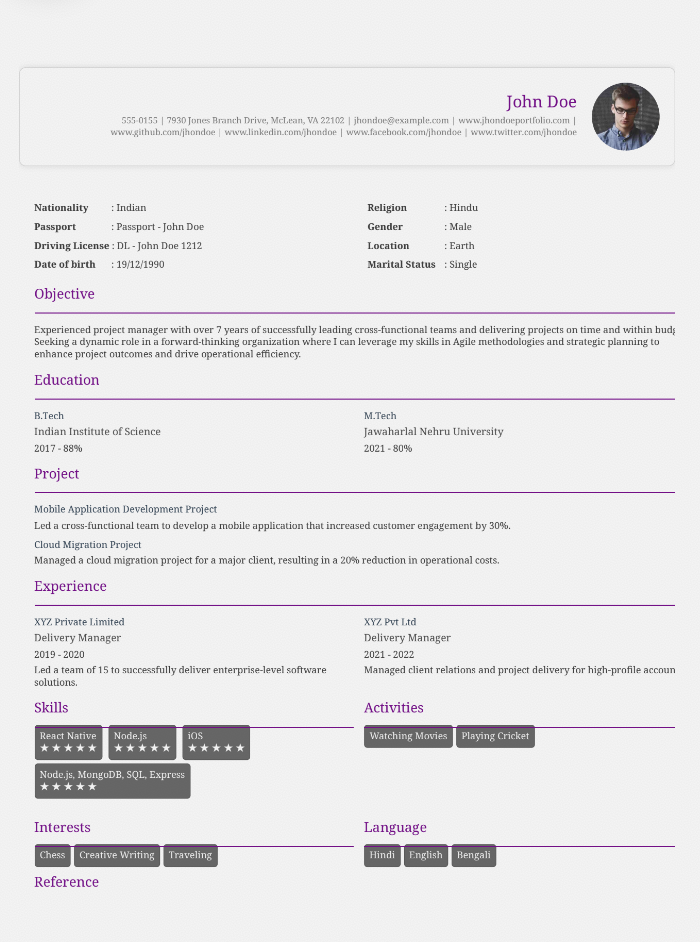 John Doe
555-0155 | 7930 Jones Branch Drive, McLean, VA 22102 | jhondoe@example.com | www.jhondoeportfolio.com |
www.github.com/jhondoe | www.linkedin.com/jhondoe | www.facebook.com/jhondoe | www.twitter.com/jhondoe
Nationality : Indian
Passport : Passport - John Doe
Driving License : DL - John Doe 1212
Date of birth : 19/12/1990
Religion : Hindu
Gender : Male
Location : Earth
Marital Status : Single
Objective
Experienced project manager with over 7 years of successfully leading cross-functional teams and delivering projects on time and within
Seeking a dynamic role in a forward-thinking organization where I can leverage my skills in Agile methodologies and strategic planning to
enhance project outcomes and drive operational efficiency.
Education
B.Tech
Indian Institute of Science
2017 - 88%
M.Tech
Jawaharlal Nehru University
2021 - 80%
Project
Mobile Application Development Project
Led a cross-functional team to develop a mobile application that increased customer engagement by 30%.
Cloud Migration Project
Managed a cloud migration project for a major client, resulting in a 20% reduction in operational costs.
Experience
XYZ Private Limited
Delivery Manager
2019 - 2020
Led a team of 15 to successfully deliver enterprise-level software
solutions.
XYZ Pvt Ltd
Delivery Manager
2021 - 2022
Managed client relations and project delivery for high-profile accoun
Skills
React Native
★★★★★
Node.js
★★★★★
iOS
★★★★★
Node.js, MongoDB, SQL, Express
★★★★★
Activities
Watching Movies
Playing Cricket
Interests
Chess
Creative Writing
Traveling
Language
Hindi
English
Bengali
Reference